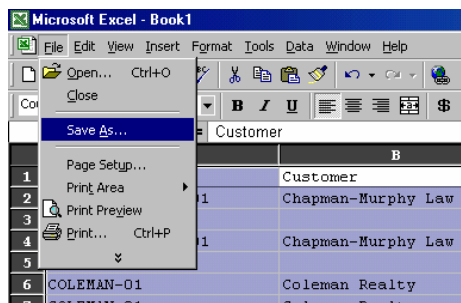 Microsoft Excel - Book1
File Edit View Insert Format Tools Data Window Help
Open... Ctrl+O
Close
B I U $
Save As...
= Customer
Page Setup...
B
1 Customer
Print Area
2 01 Chapman-Murphy Law
Print Preview
3
4 01 Chapman-Murphy Law
Print... Ctrl+P
5
6 COLEMAN-01 Coleman Realty